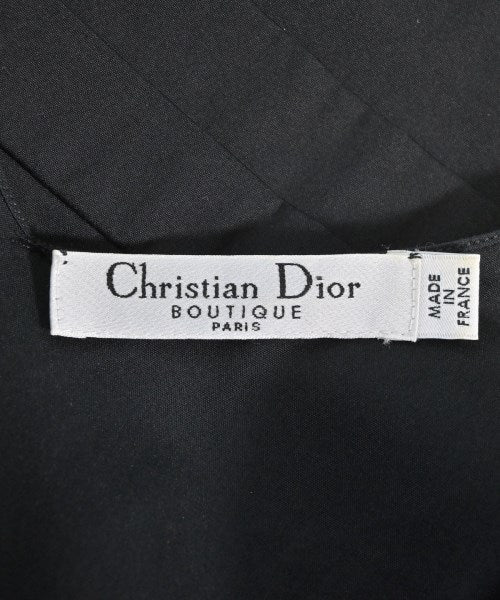 Christian Dior
BOUTIQUE
PARIS
MADE
IN
FRANCE